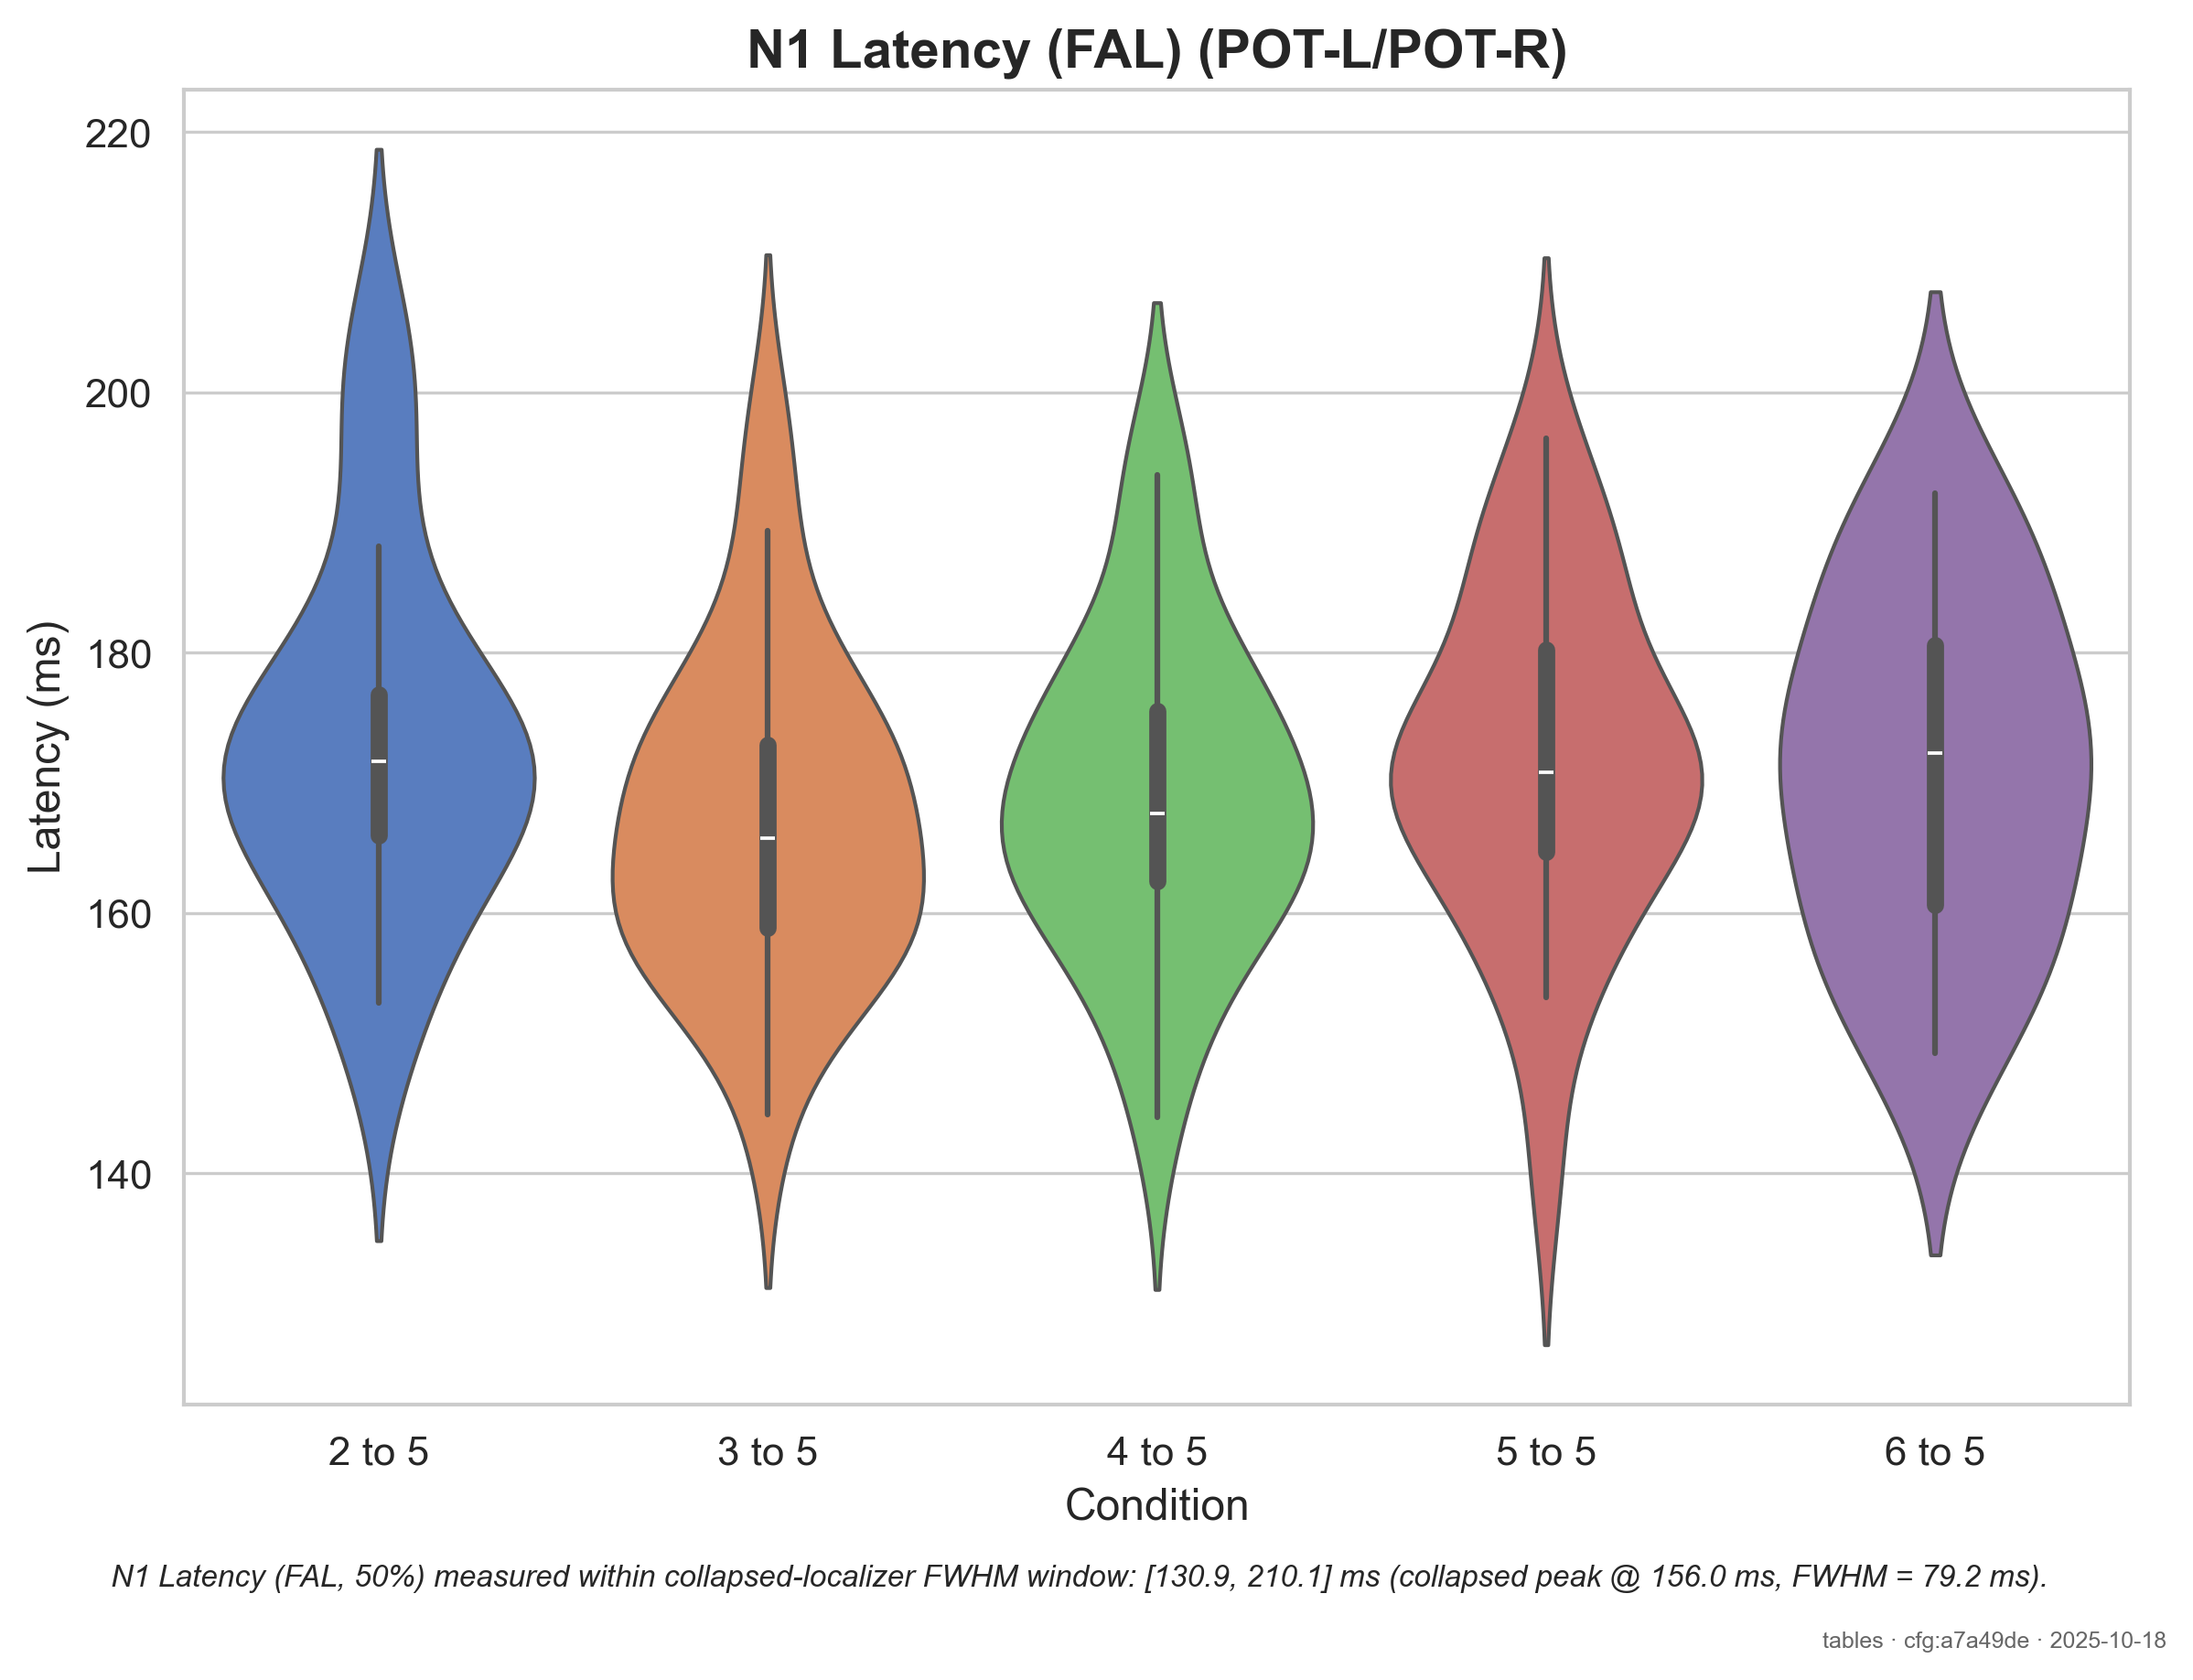 N1 Latency (FAL) (POT-L/POT-R)
220
200
180
160
140
Latency (ms)
2 to 5
3 to 5
4 to 5
5 to 5
6 to 5
Condition
N1 Latency (FAL, 50%) measured within collapsed-localizer FWHM window: [130.9, 210.1] ms (collapsed peak @ 156.0 ms, FWHM = 79.2 ms).
tables · cfg:a7a49de · 2025-10-18